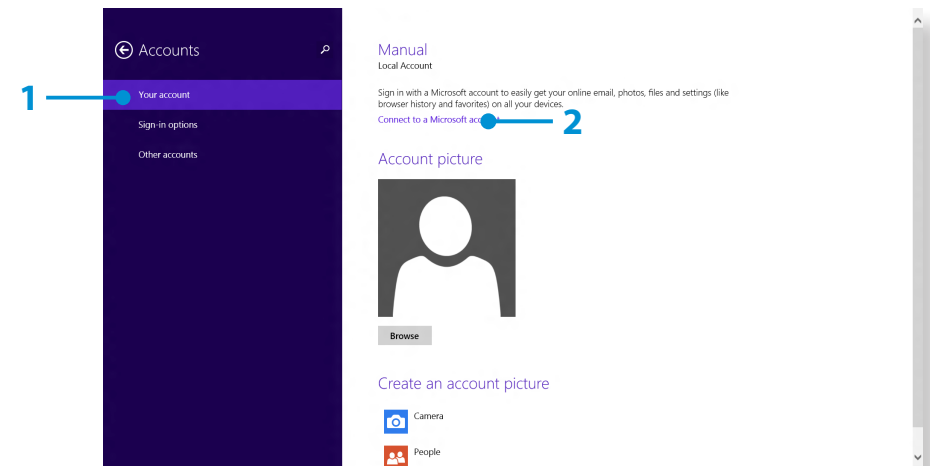 Accounts
1
Your account
Sign-in options
Other accounts
Manual
Local Account
Sign in with a Microsoft account to easily get your online email, photos, files and settings (like
browser history and favorites) on all your devices.
Connect to a Microsoft
2
Account picture
Browse
Create an account picture
Camera
People